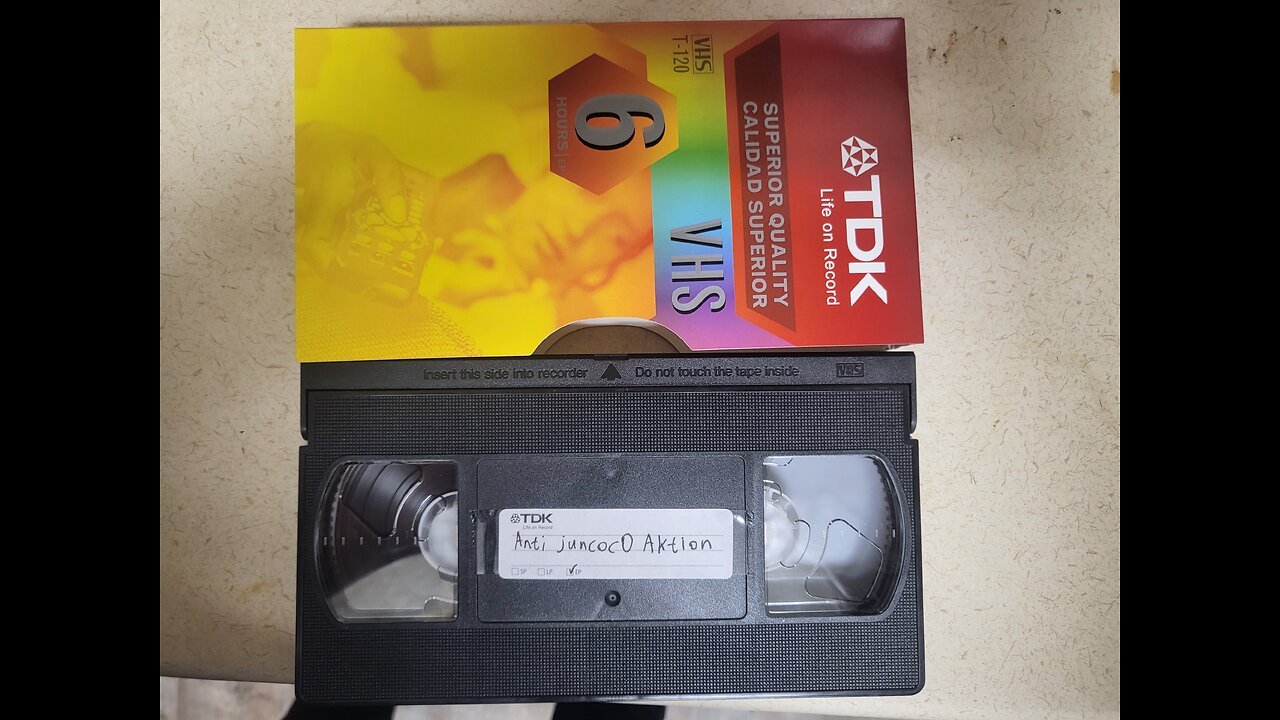 TDK
Life on Record
SUPERIOR QUALITY
CALIDAD SUPERIOR
VHS
T-120
VHS
6
HOURS EP
Insert this side into recorder
Do not touch the tape inside
VHS
TDK
Life on Record
Anti juncocO Aktion
SP LP EP